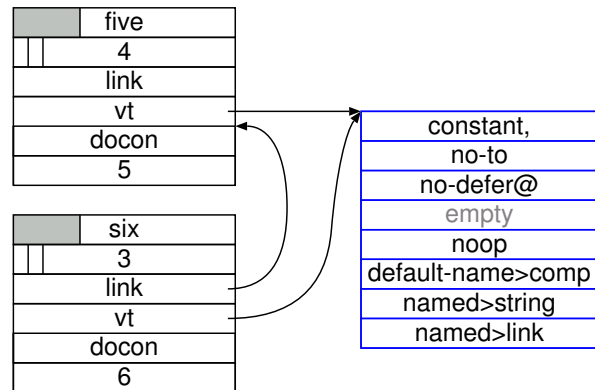 five
4
link
vt
docon
5
six
3
link
vt
docon
6
constant,
no-to
no-defer@
empty
noop
default-name>comp
named>string
named>link